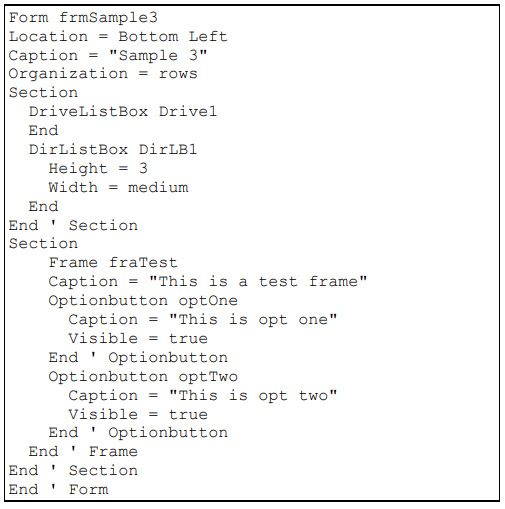 Form frmSample3
Location = Bottom Left
Caption = "Sample 3"
Organization = rows
Section
  DriveListBox Drive1
  End
  DirListBox DirLB1
    Height = 3
    Width = medium
  End
End ' Section
Section
    Frame fraTest
    Caption = "This is a test frame"
    Optionbutton optOne
      Caption = "This is opt one"
      Visible = true
    End ' Optionbutton
    Optionbutton optTwo
      Caption = "This is opt two"
      Visible = true
    End ' Optionbutton
  End ' Frame
End ' Section
End ' Form